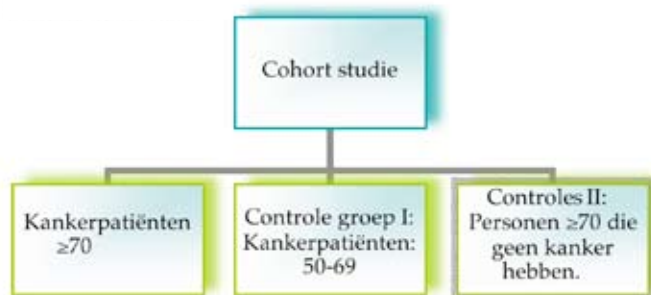 Cohort studie
Kankerpatiënten
≥70
Controle groep I:
Kankerpatiënten:
50-69
Controles II:
Personen ≥70 die
geen kanker
hebben.